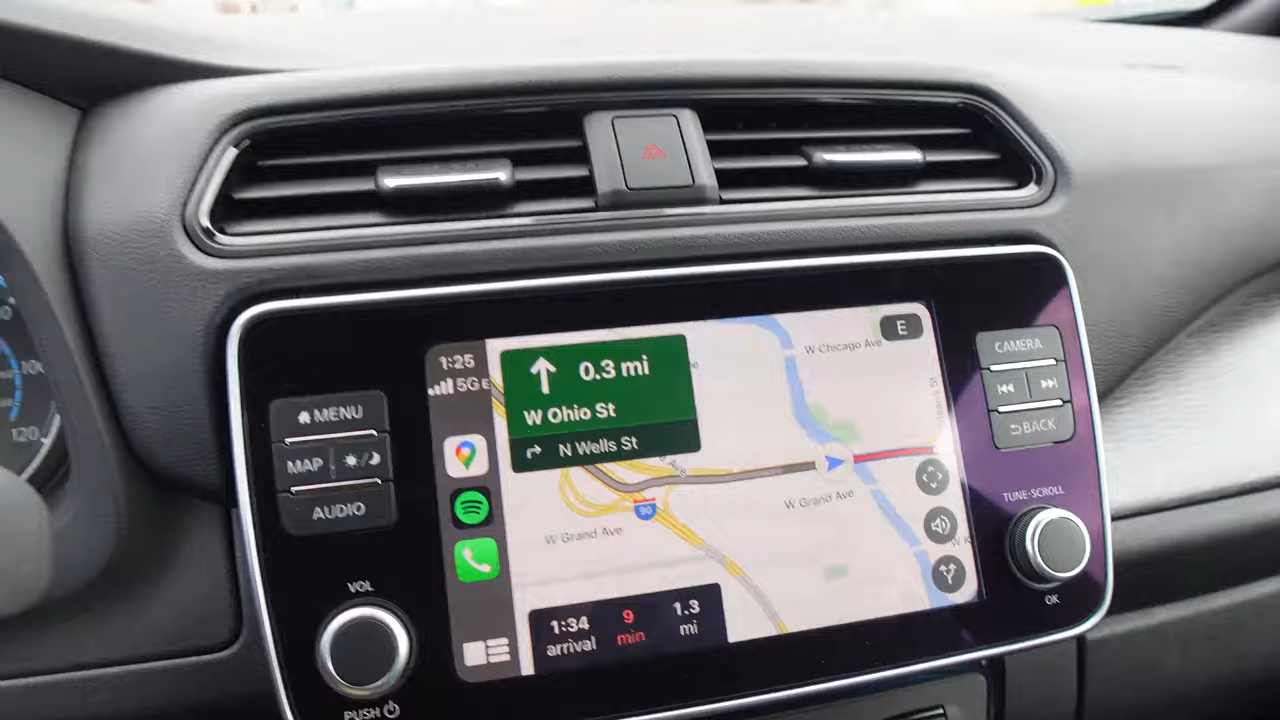 120
MENU
MAP
AUDIO
VOL
PUSH
1:25
5GE
0.3 mi
W Ohio St
N Wells St
W Chicago Ave
E
W Grand Ave
W Grand Ave
90
1:34
arrival
9
min
1.3
mi
CAMERA
BACK
TUNE·SCROLL
OK